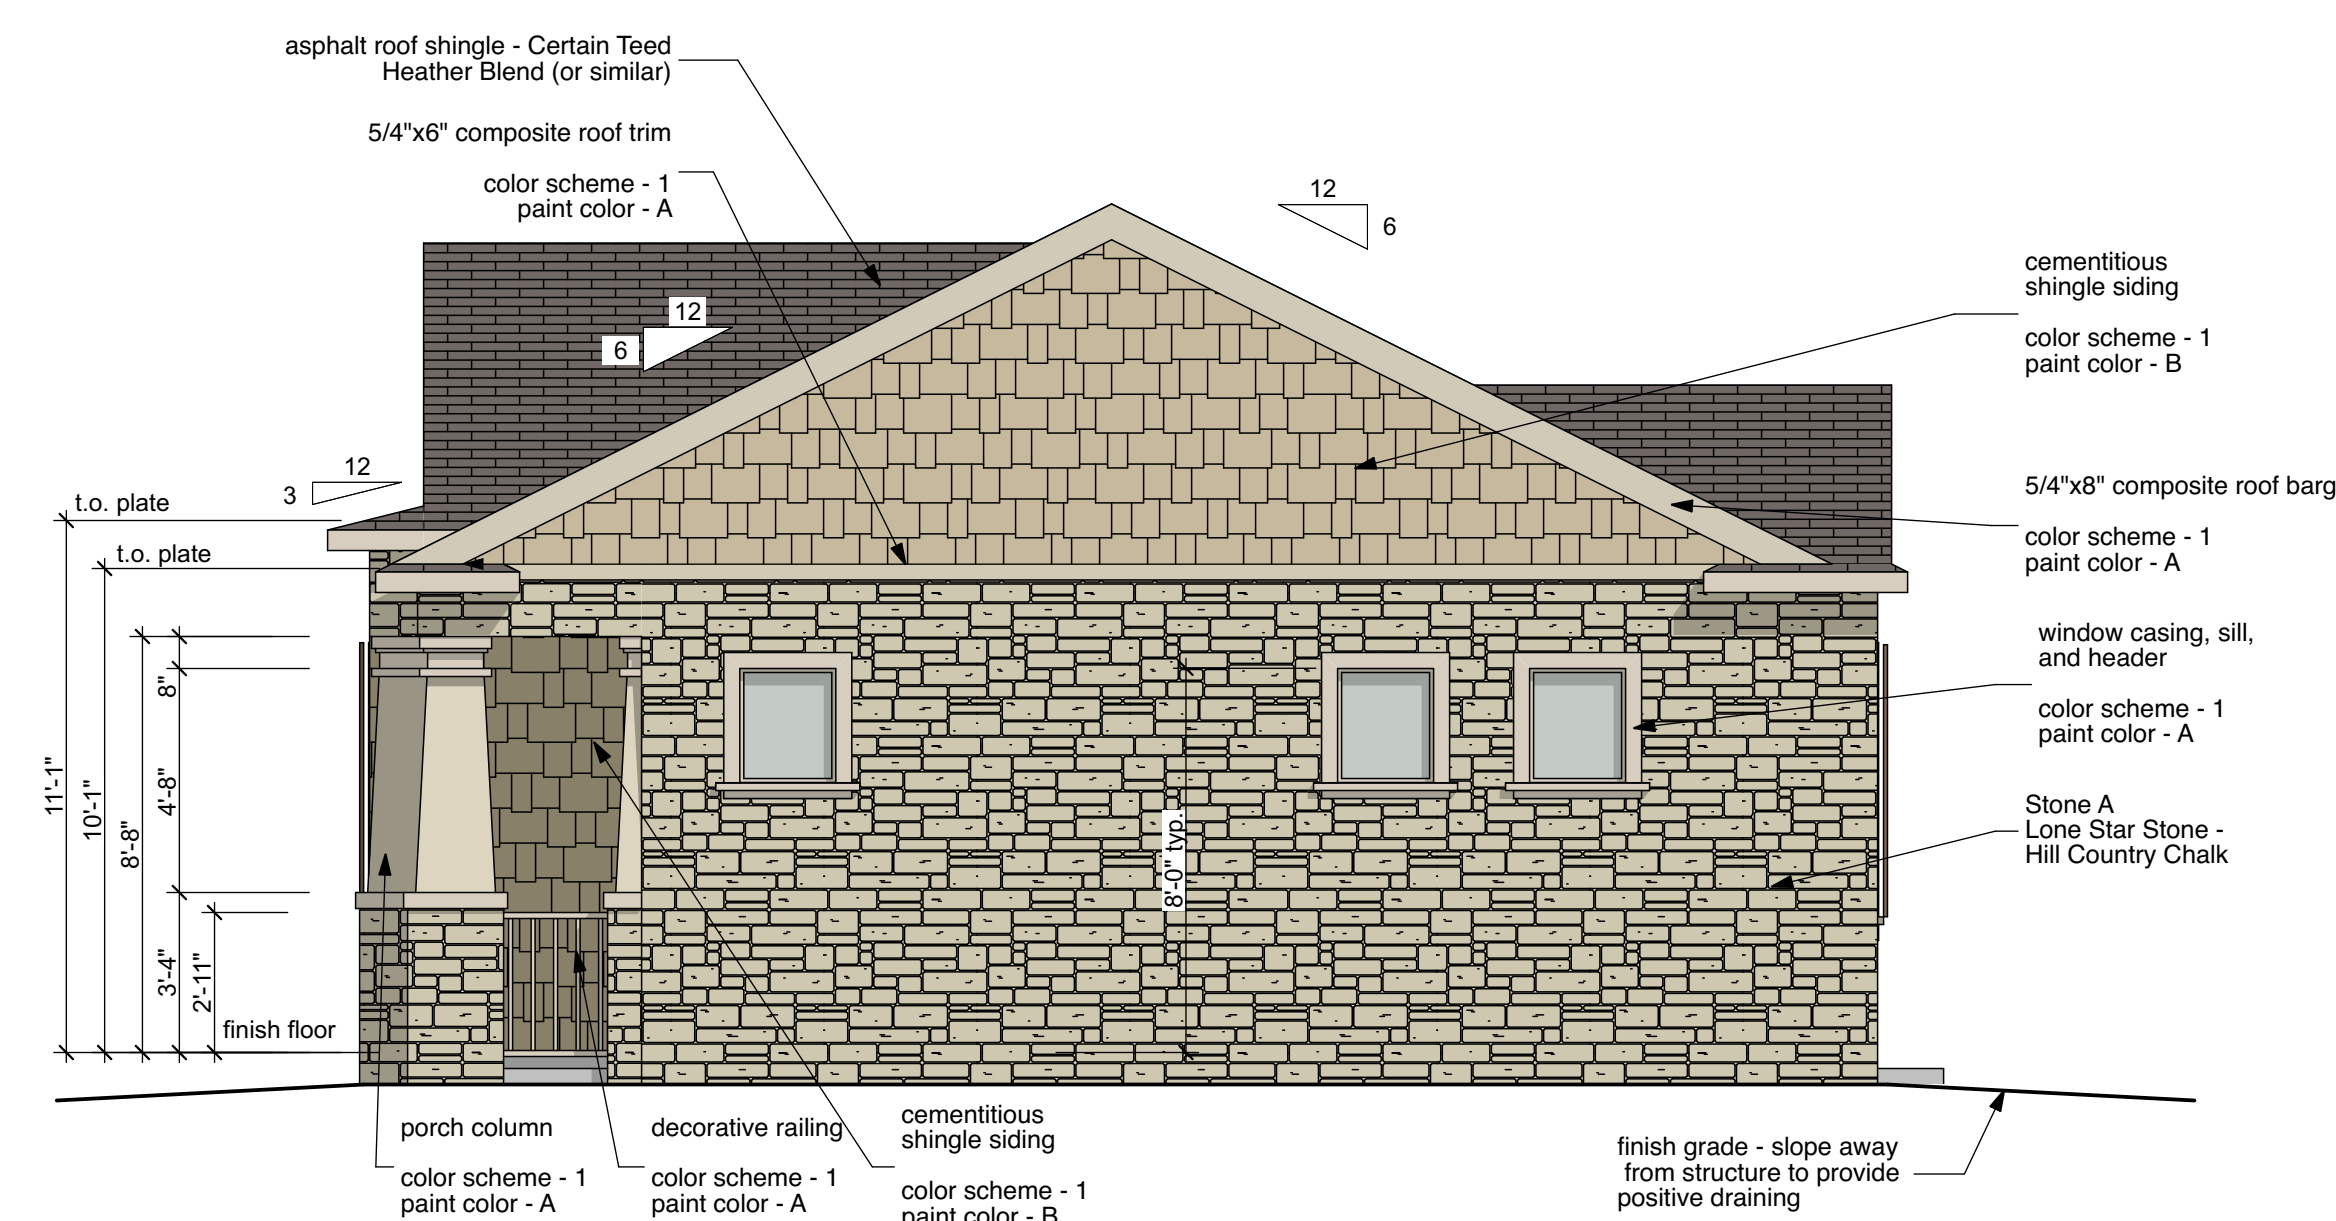 asphalt roof shingle - Certain Teed
Heather Blend (or similar)
5/4"x6" composite roof trim
color scheme - 1
paint color - A
12
6
12
6
12
3
t.o. plate
t.o. plate
cementitious
shingle siding
color scheme - 1
paint color - B
5/4"x8" composite roof barg
color scheme - 1
paint color - A
window casing, sill,
and header
color scheme - 1
paint color - A
Stone A
Lone Star Stone -
Hill Country Chalk
11'-1"
10'-1"
8'-8"
8"
4'-8"
3'-4"
2'-11"
8'-0" typ.
finish floor
porch column
color scheme - 1
paint color - A
decorative railing
color scheme - 1
paint color - A
cementitious
shingle siding
color scheme - 1
paint color - B
finish grade - slope away
from structure to provide
positive draining